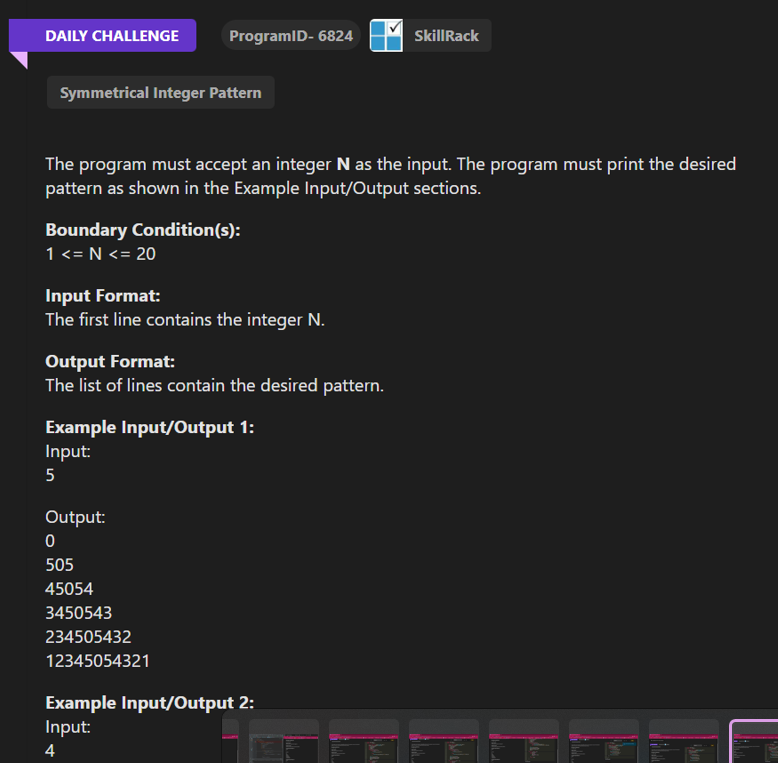 DAILY CHALLENGE
ProgramID- 6824
SkillRack
Symmetrical Integer Pattern
The program must accept an integer N as the input. The program must print the desired
pattern as shown in the Example Input/Output sections.
Boundary Condition(s):
1 <= N <= 20
Input Format:
The first line contains the integer N.
Output Format:
The list of lines contain the desired pattern.
Example Input/Output 1:
Input:
5
Output:
0
505
45054
3450543
234505432
12345054321
Example Input/Output 2:
Input:
4